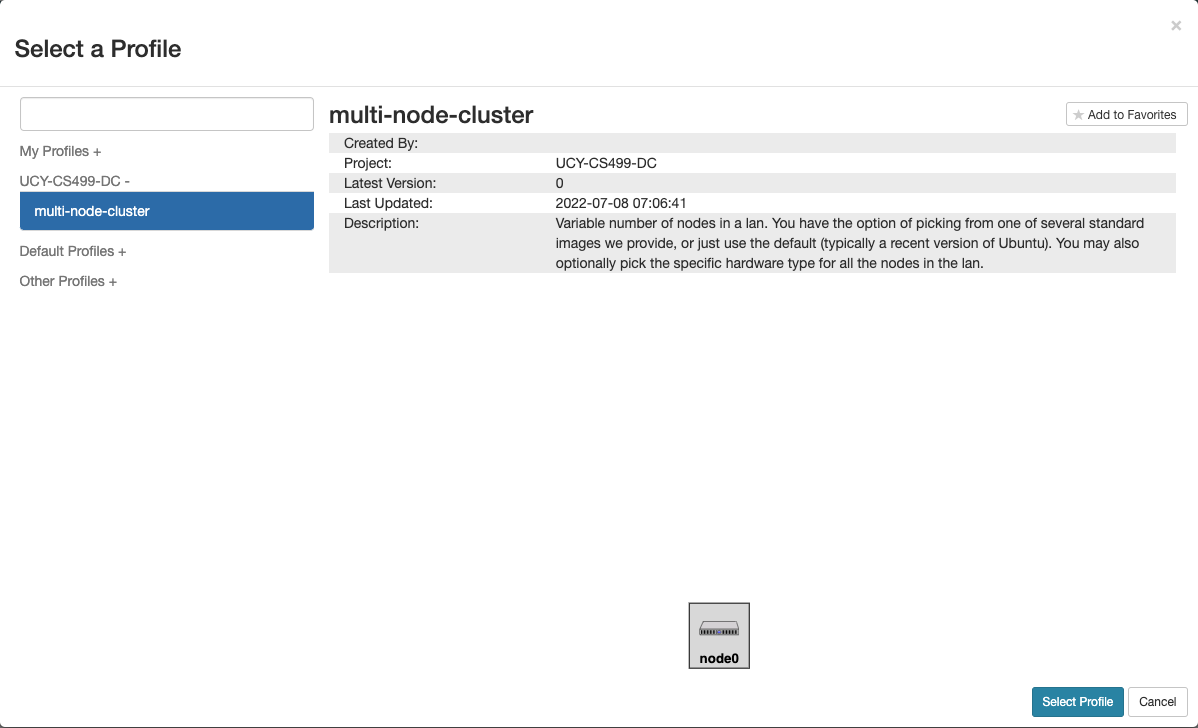 ×
Select a Profile
multi-node-cluster
★ Add to Favorites
Created By:
My Profiles +
Project: UCY-CS499-DC
UCY-CS499-DC -
Latest Version: 0
Last Updated: 2022-07-08 07:06:41
multi-node-cluster
Description: Variable number of nodes in a lan. You have the option of picking from one of several standard
images we provide, or just use the default (typically a recent version of Ubuntu). You may also
optionally pick the specific hardware type for all the nodes in the lan.
Default Profiles +
Other Profiles +
node0
Select Profile
Cancel